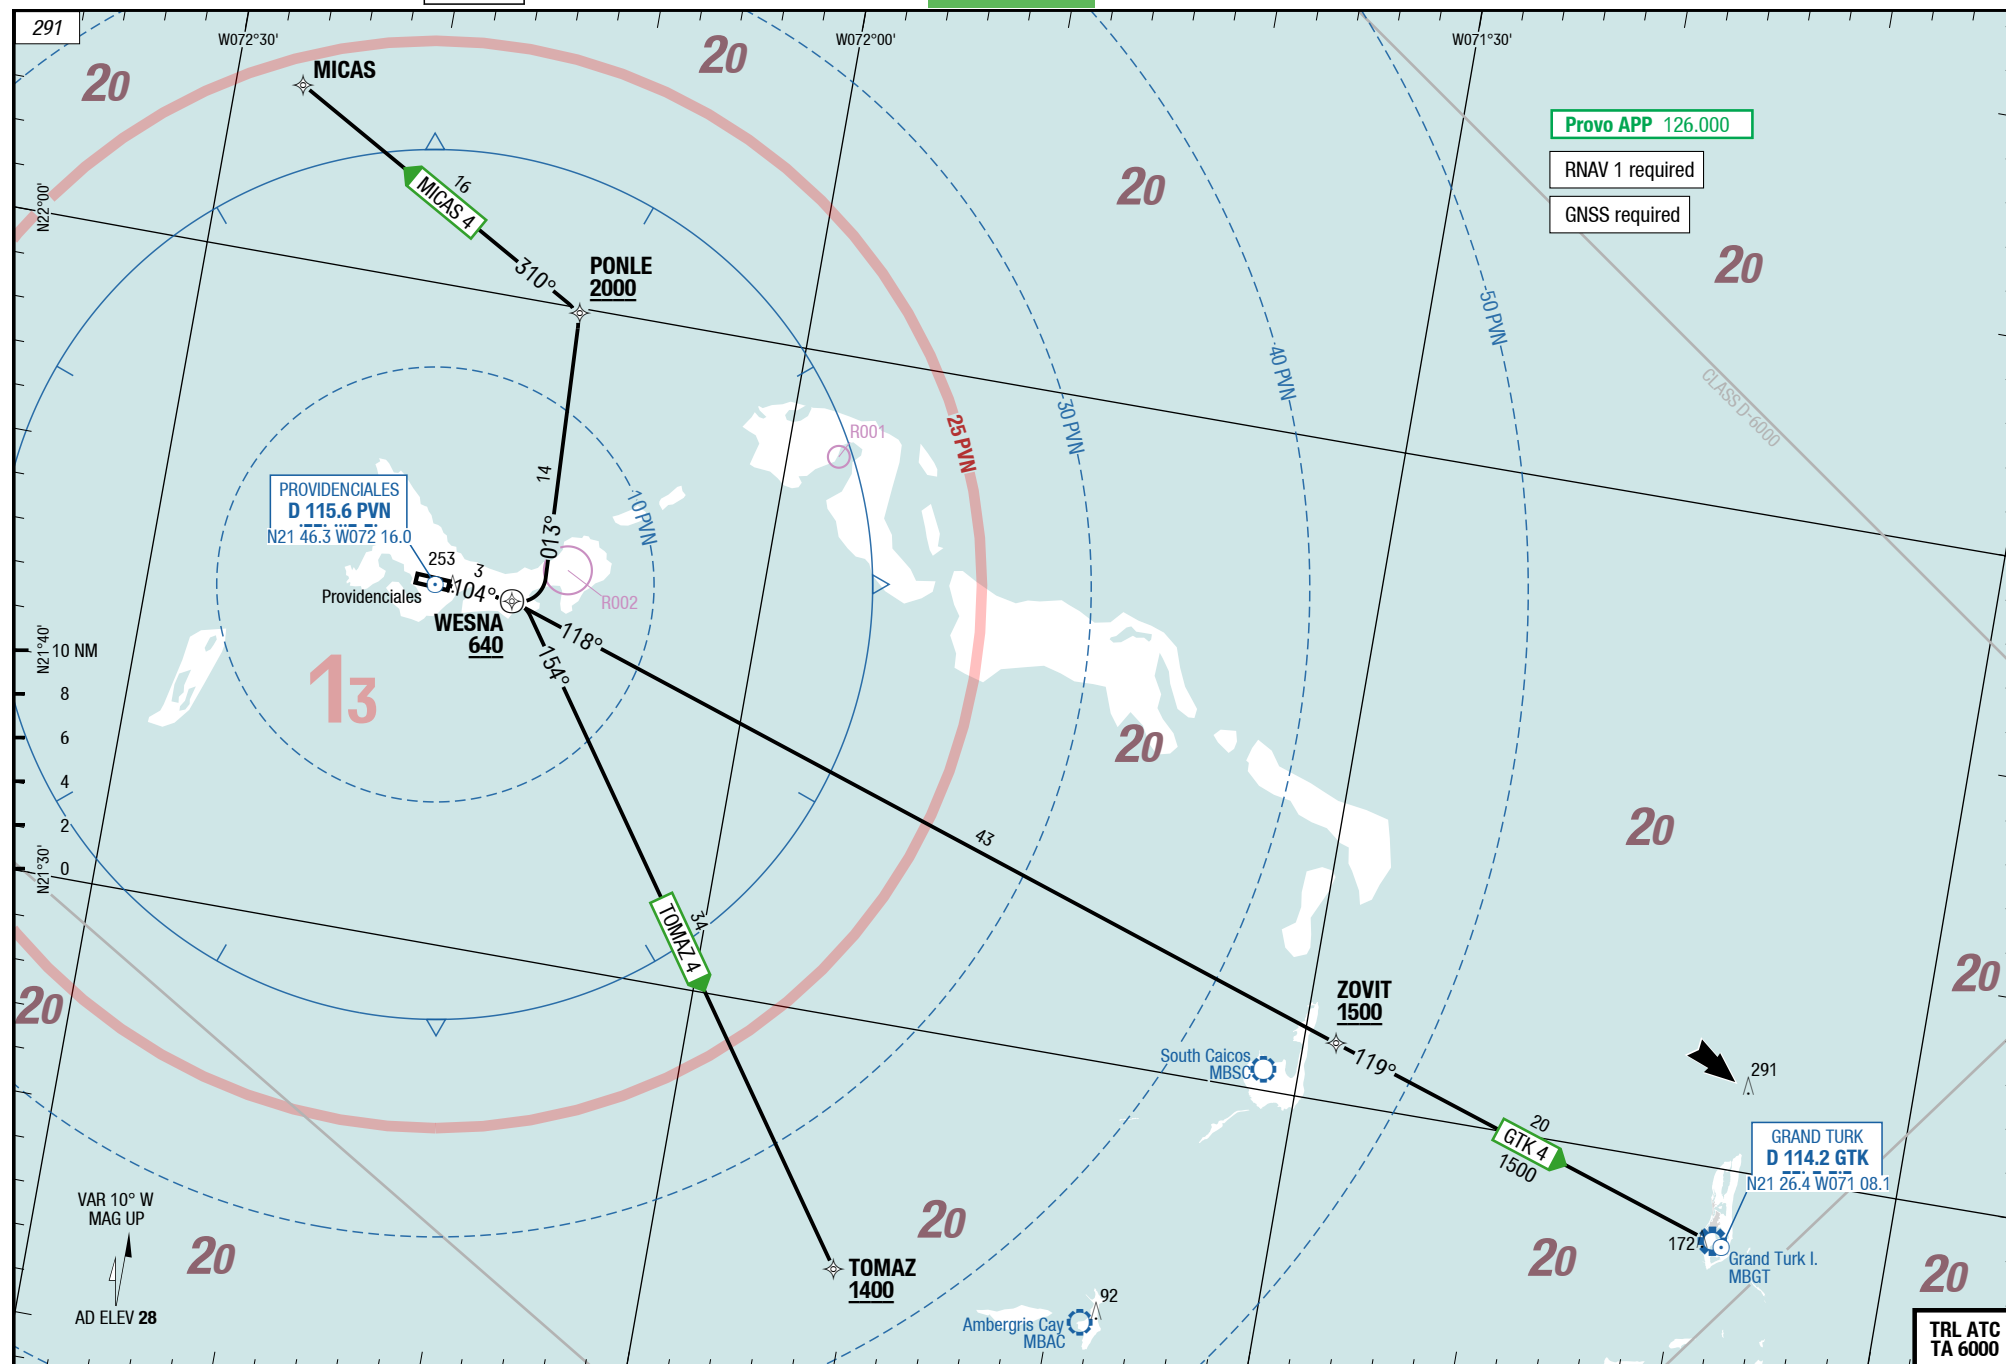 291
W072°30'
W072°00'
W071°30'
20
20
MICAS
Provo APP 126.000
RNAV 1 required
GNSS required
20
20
N22°00'
16
MICAS 4
310°
PONLE
2000
50 PVN
40 PVN
30 PVN
25 PVN
10 PVN
CLASS D-6000
R001
14
013°
PROVIDENCIALES
D 115.6 PVN
N21 46.3 W072 16.0
253
3
104°
Providenciales
R002
WESNA
640
118°
154°
N21°40'
10 NM
8
6
4
2
0
N21°30'
13
20
20
43
34
TOMAZ 4
20
20
ZOVIT
1500
South Caicos
MBSC
119°
291
20
GTK 4
1500
GRAND TURK
D 114.2 GTK
N21 26.4 W071 08.1
VAR 10° W
MAG UP
AD ELEV 28
20
20
20
20
172
Grand Turk I.
MBGT
TOMAZ
1400
92
Ambergris Cay
MBAC
TRL ATC
TA 6000